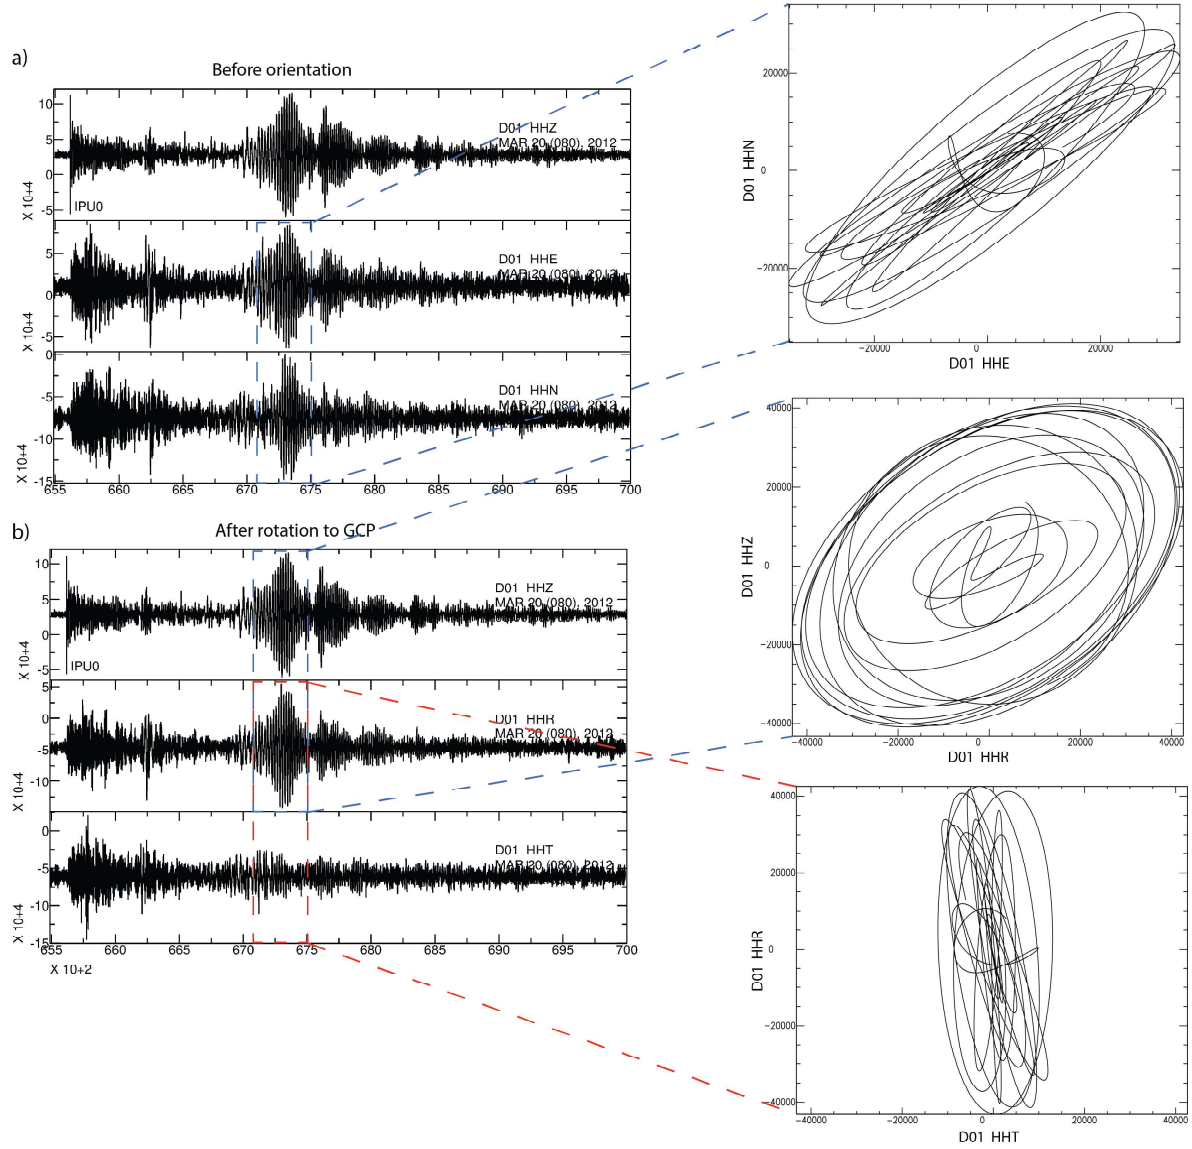 a)
Before orientation
10
5
0
-5
X 10+4
IPU0
D01 HHZ
MAR 20 (080), 2012
5
0
-5
X 10+4
D01 HHE
MAR 20 (080), 2012
0
-5
-10
-15
X 10+4
D01 HHN
MAR 20 (080), 2012
655 660 665 670 675 680 685 690 695 700
b)
After rotation to GCP
10
5
0
-5
X 10+4
IPU0
D01 HHZ
MAR 20 (080), 2012
5
0
-5
-10
X 10+4
D01 HHR
MAR 20 (080), 2012
0
-5
-10
-15
X 10+4
D01 HHT
MAR 20 (080), 2012
655 660 665 670 675 680 685 690 695 700
X 10+2
D01 HHN
20000
0
-20000
-20000 0 20000
D01 HHE
D01 HHZ
40000
20000
0
-20000
-40000
-40000 -20000 0 20000 40000
D01 HHR
D01 HHR
40000
20000
0
-20000
-40000
-40000 -20000 0 20000 40000
D01 HHT